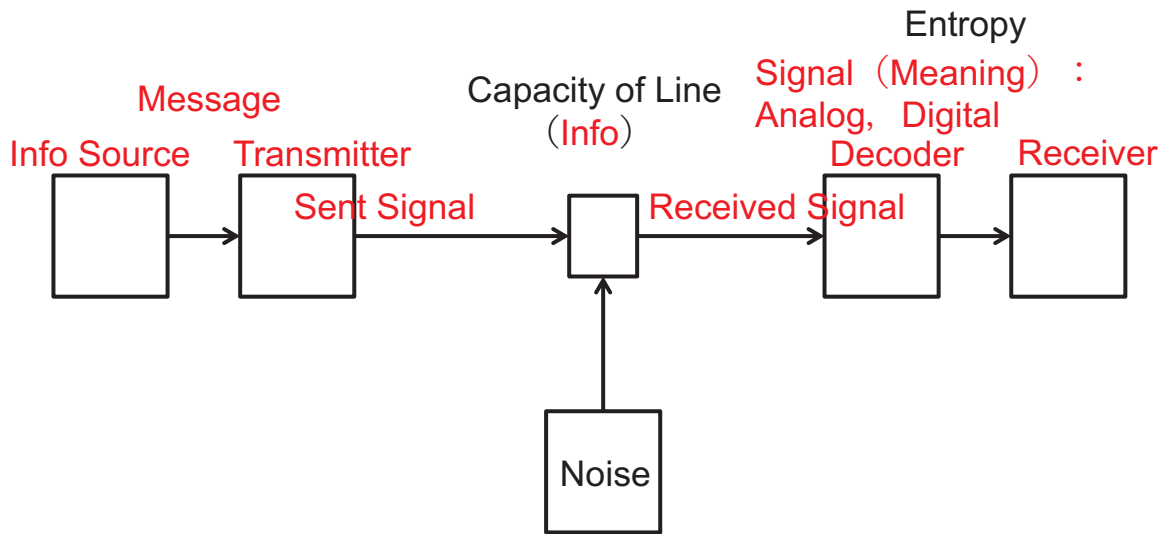 Entropy
Signal（Meaning）：
Analog，Digital
Capacity of Line
（Info）
Message
Info Source
Transmitter
Decoder
Receiver
Sent Signal
Received Signal
Noise